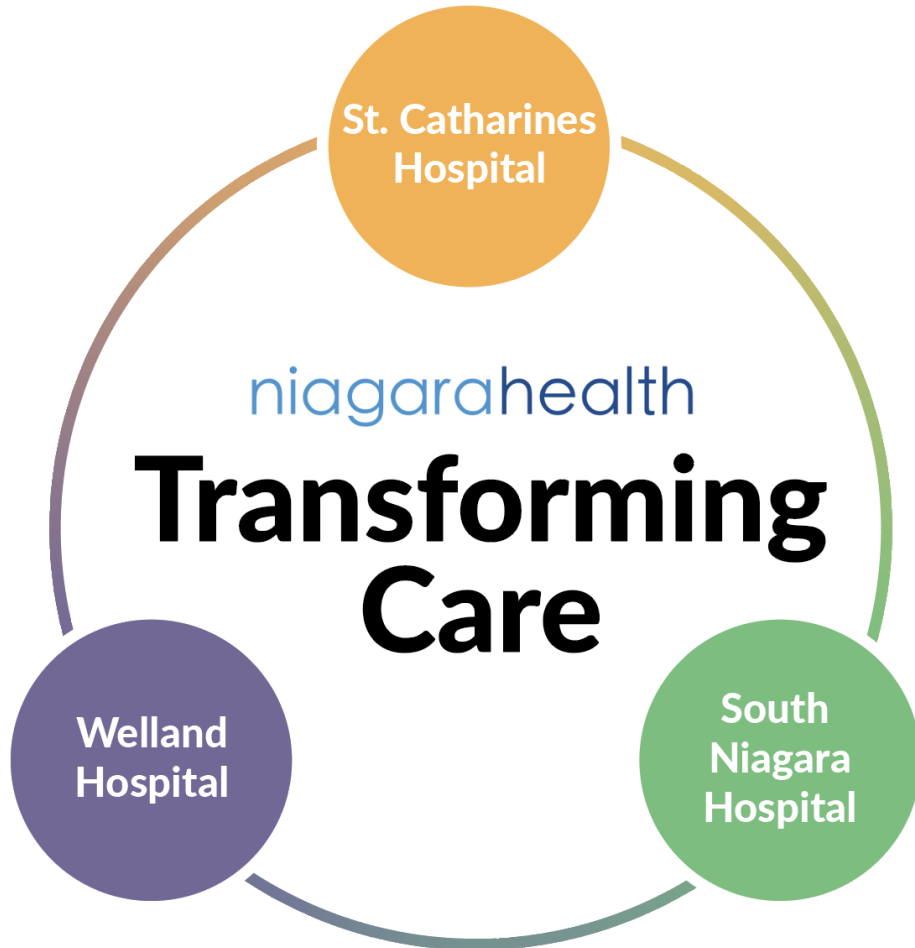 St. Catharines
Hospital
niagarahealth
Transforming
Care
Welland
Hospital
South
Niagara
Hospital